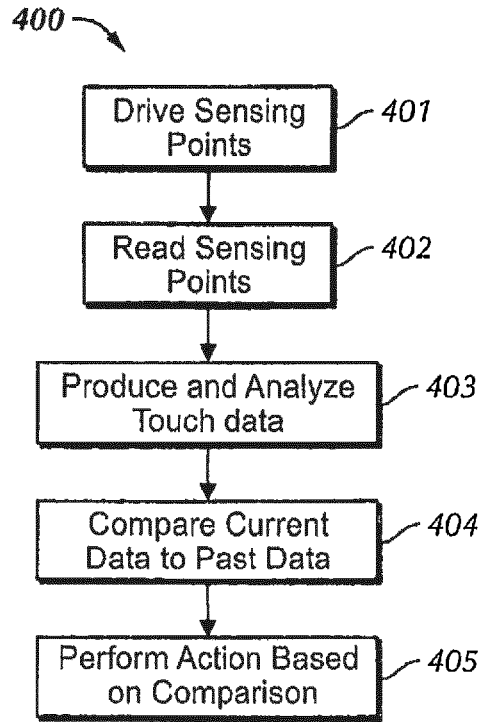 400
Drive Sensing
Points
401
Read Sensing
Points
402
Produce and Analyze
Touch data
403
Compare Current
Data to Past Data
404
Perform Action Based
on Comparison
405